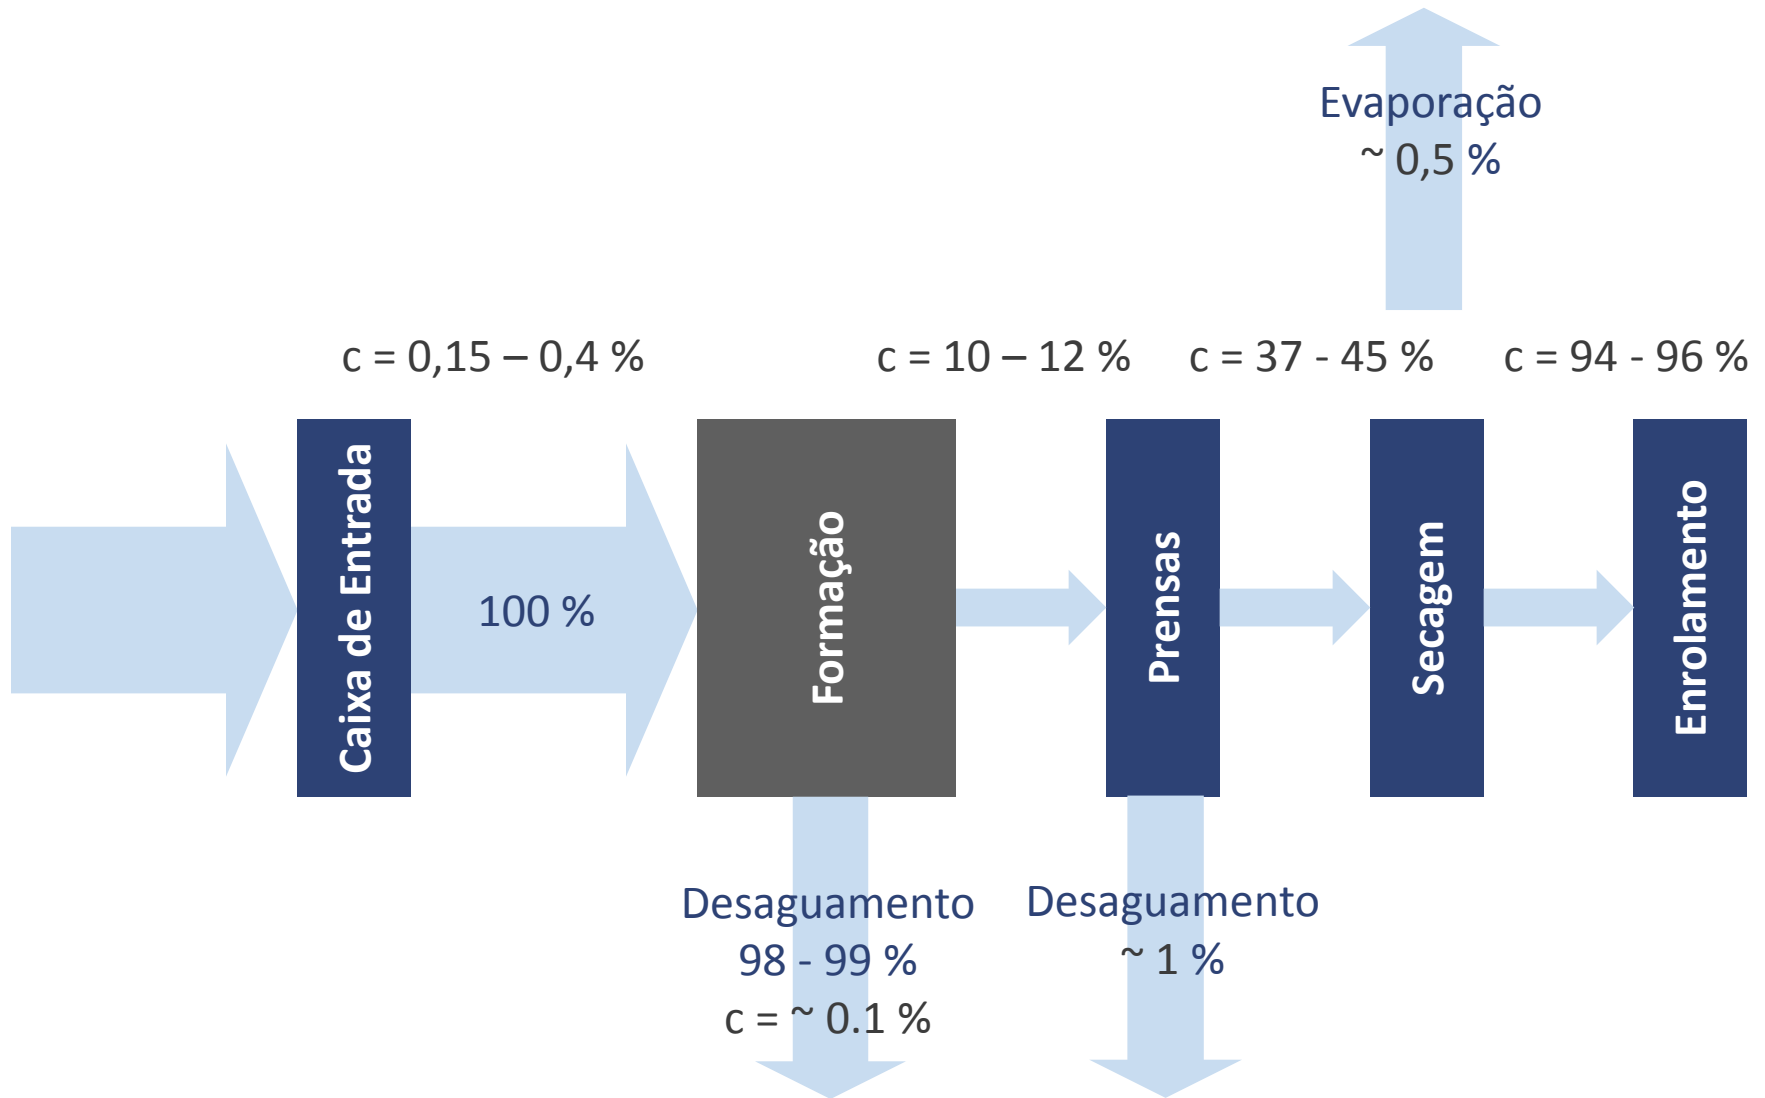 Evaporação
~ 0,5 %
c = 0,15 – 0,4 %
c = 10 – 12 %
c = 37 - 45 %
c = 94 - 96 %
Caixa de Entrada
100 %
Formação
Prensas
Secagem
Enrolamento
Desaguamento
98 - 99 %
c = ~ 0.1 %
Desaguamento
~ 1 %